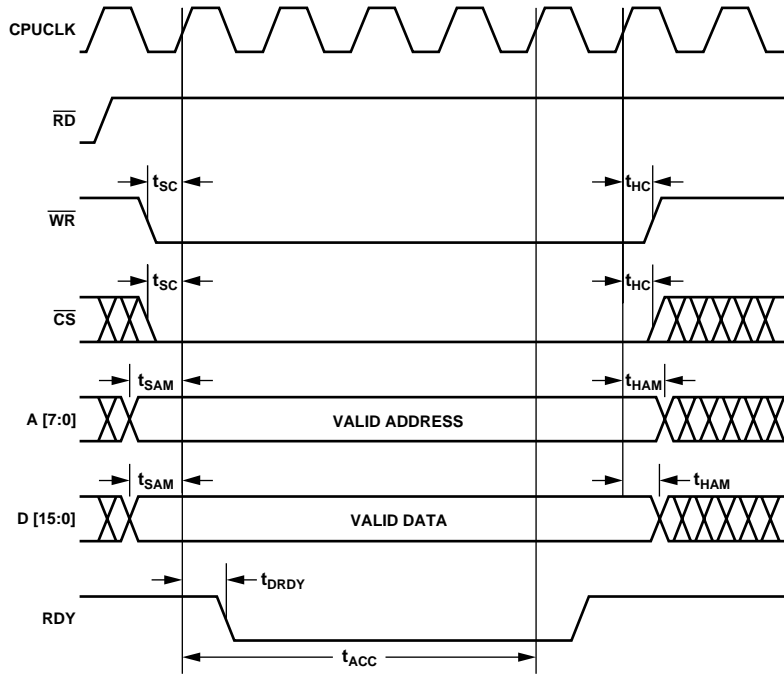 CPUCLK
RD
tSC
tHC
WR
tSC
tHC
CS
tSAM
tHAM
A [7:0]
VALID ADDRESS
tSAM
tHAM
D [15:0]
VALID DATA
tDRDY
RDY
tACC